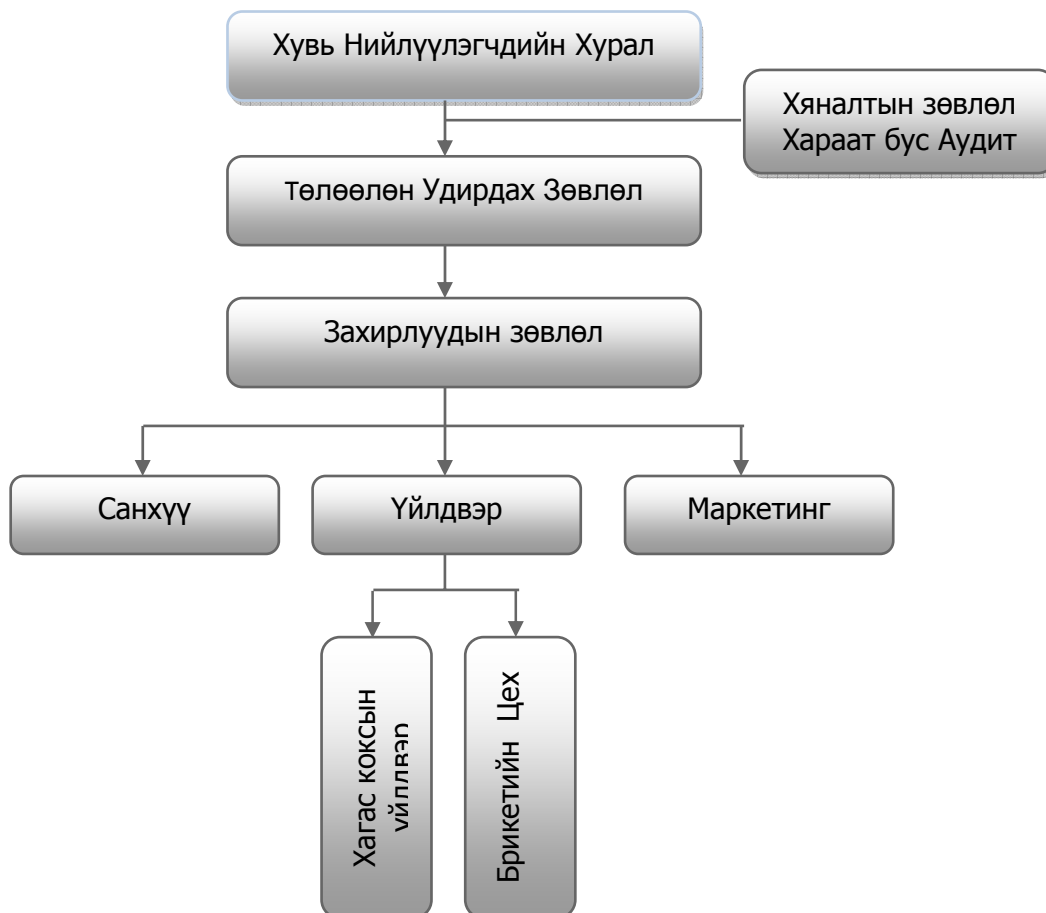 Хувь Нийлүүлэгчдийн Хурал
Хяналтын зөвлөл
Хараат бус Аудит
Төлөөлөн Удирдах Зөвлөл
Захирлуудын зөвлөл
Санхүү
Үйлдвэр
Маркетинг
Хагас коксын
үйлдвэр
Брикетийн Цех